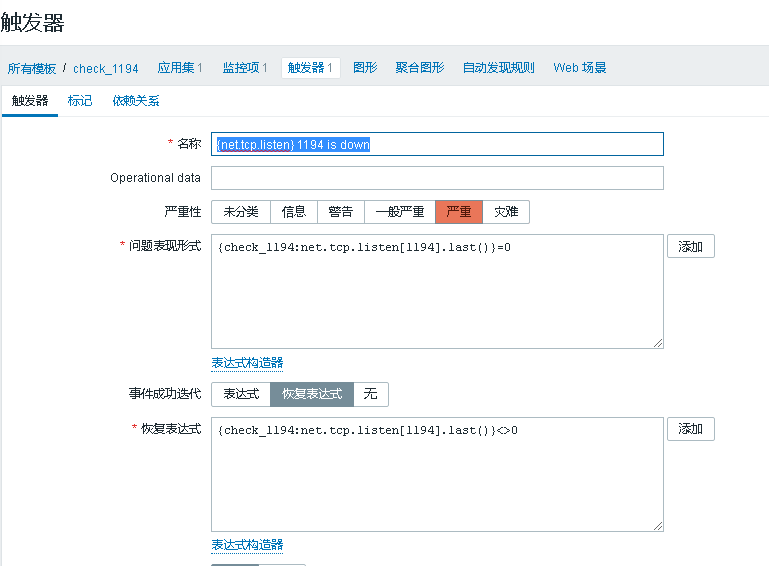 触发器
所有模板 / check_1194 应用集 1 监控项 1 触发器 1 图形 聚合图形 自动发现规则 Web 场景
触发器 标记 依赖关系
* 名称 {net.tcp.listen} 1194 is down
Operational data
严重性 未分类 信息 警告 一般严重 严重 灾难
* 问题表现形式 {check_1194:net.tcp.listen[1194].last()}=0 添加
表达式构造器
事件成功迭代 表达式 恢复表达式 无
* 恢复表达式 {check_1194:net.tcp.listen[1194].last()}<>0 添加
表达式构造器